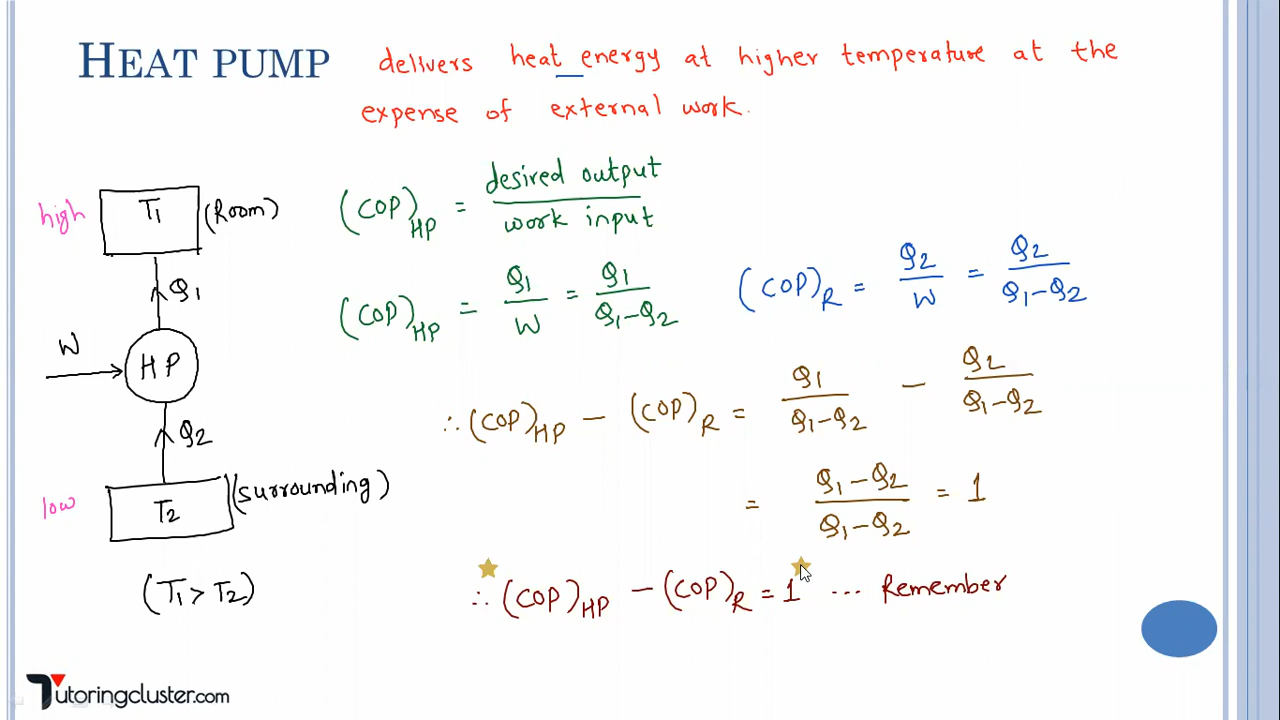 HEAT PUMP delivers heat energy at higher temperature at the
expense of external work.
high T1 (Room)
(COP)HP = desired output / work input
Q1
(COP)HP = Q1/W = Q1/(Q1-Q2)
(COP)R = Q2/W = Q2/(Q1-Q2)
W
HP
∴ (COP)HP - (COP)R = Q1/(Q1-Q2) - Q2/(Q1-Q2)
Q2
= (Q1-Q2)/(Q1-Q2) = 1
low T2 (surrounding)
(T1 > T2)
∴ (COP)HP - (COP)R = 1 ... Remember
Tutoringcluster.com